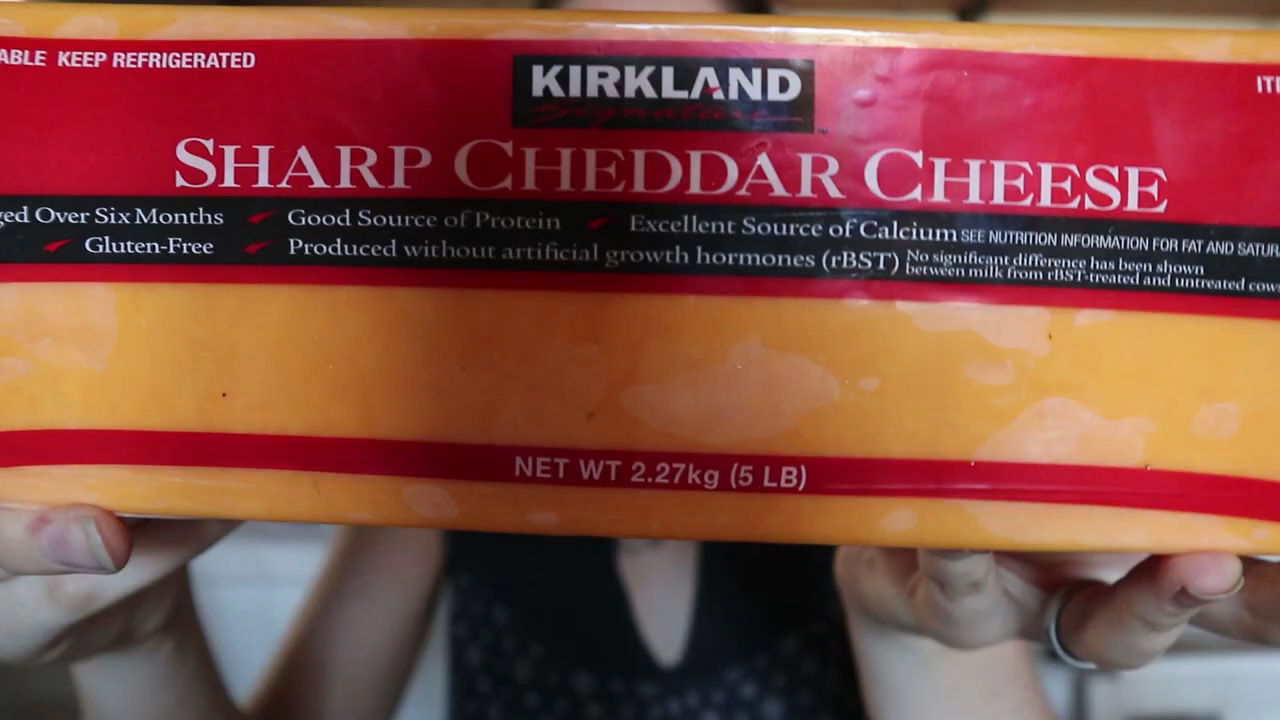 ABLE KEEP REFRIGERATED
KIRKLAND
Signature
ITE
SHARP CHEDDAR CHEESE
ged Over Six Months Good Source of Protein Excellent Source of Calcium SEE NUTRITION INFORMATION FOR FAT AND SATUR
Gluten-Free Produced without artificial growth hormones (rBST) No significant difference has been shown
between milk from rBST-treated and untreated cow
NET WT 2.27kg (5 LB)